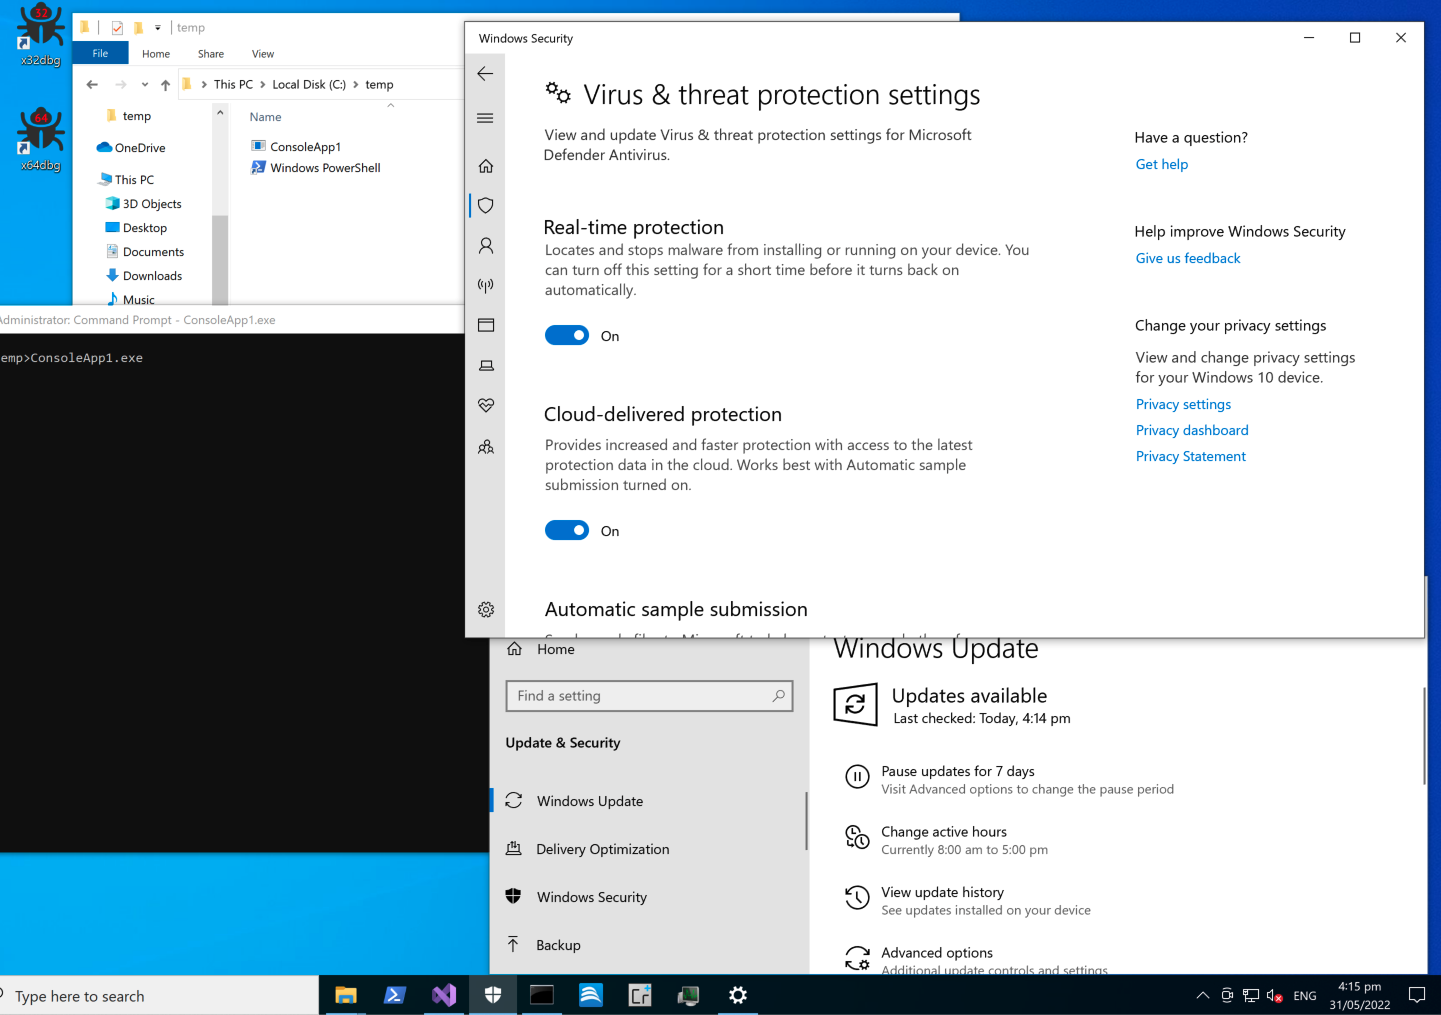 32
x32dbg
64
x64dbg
temp
File
Home
Share
View
This PC
Local Disk (C:)
temp
temp
OneDrive
This PC
3D Objects
Desktop
Documents
Downloads
Music
Name
ConsoleApp1
Windows PowerShell
Administrator: Command Prompt - ConsoleApp1.exe
emp>ConsoleApp1.exe
Windows Security
Virus & threat protection settings
View and update Virus & threat protection settings for Microsoft
Defender Antivirus.
Real-time protection
Locates and stops malware from installing or running on your device. You
can turn off this setting for a short time before it turns back on
automatically.
On
Cloud-delivered protection
Provides increased and faster protection with access to the latest
protection data in the cloud. Works best with Automatic sample
submission turned on.
On
Automatic sample submission
Have a question?
Get help
Help improve Windows Security
Give us feedback
Change your privacy settings
View and change privacy settings
for your Windows 10 device.
Privacy settings
Privacy dashboard
Privacy Statement
Home
Find a setting
Update & Security
Windows Update
Delivery Optimization
Windows Security
Backup
Windows Update
Updates available
Last checked: Today, 4:14 pm
Pause updates for 7 days
Visit Advanced options to change the pause period
Change active hours
Currently 8:00 am to 5:00 pm
View update history
See updates installed on your device
Advanced options
Additional update controls and settings
Type here to search
Cr
ENG
4:15 pm
31/05/2022